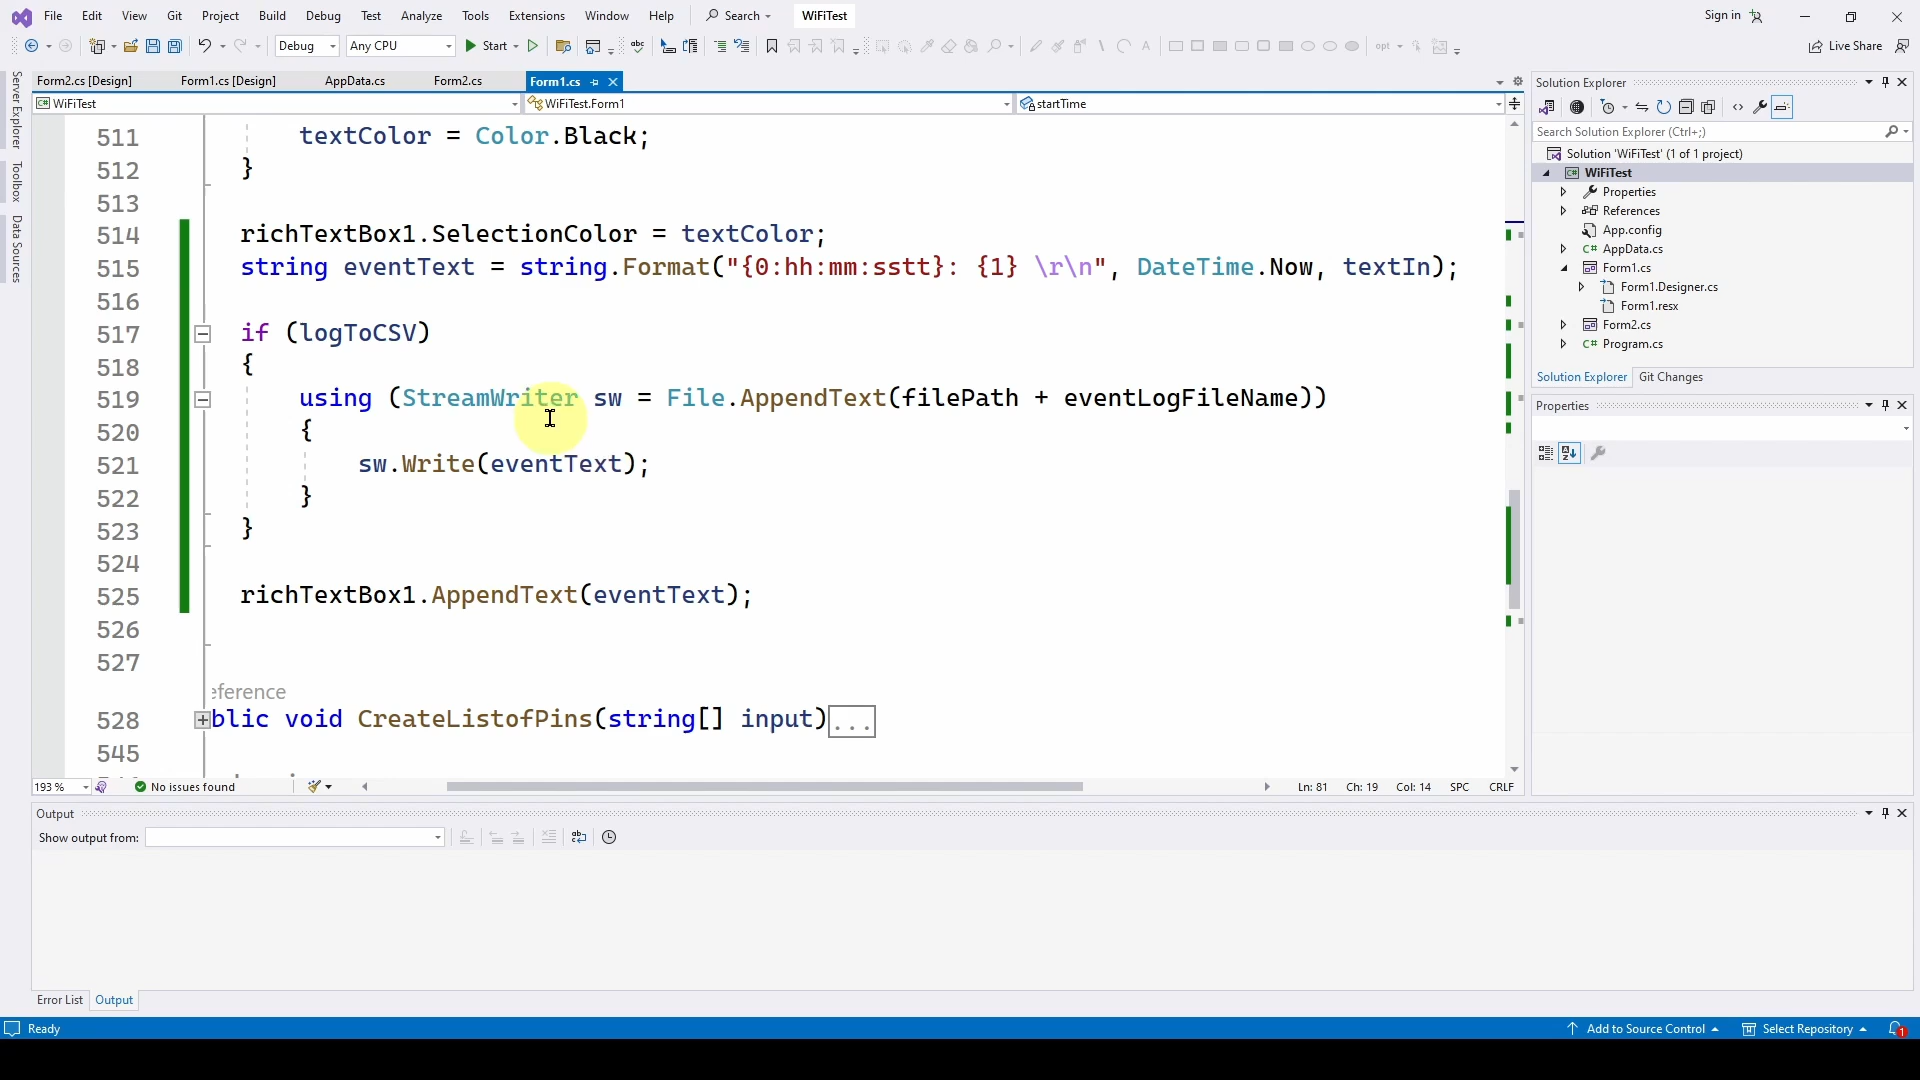 File Edit View Git Project Build Debug Test Analyze Tools Extensions Window Help Search WiFiTest Sign in
Debug Any CPU Start Live Share
Form2.cs [Design] Form1.cs [Design] AppData.cs Form2.cs Form1.cs
WiFiTest WiFiTest.Form1 startTime
Server Explorer
Toolbox
Data Sources
511 textColor = Color.Black;
512 }
513
514 richTextBox1.SelectionColor = textColor;
515 string eventText = string.Format("{0:hh:mm:sstt}: {1} \r\n", DateTime.Now, textIn);
516
517 if (logToCSV)
518 {
519 using (StreamWriter sw = File.AppendText(filePath + eventLogFileName))
520 {
521 sw.Write(eventText);
522 }
523 }
524
525 richTextBox1.AppendText(eventText);
526
527
eference
528 blic void CreateListofPins(string[] input)...
545
193 % No issues found Ln: 81 Ch: 19 Col: 14 SPC CRLF
Output
Show output from:
Error List Output
Solution Explorer
Search Solution Explorer (Ctrl+;)
Solution 'WiFiTest' (1 of 1 project)
C# WiFiTest
Properties
References
App.config
C# AppData.cs
Form1.cs
Form1.Designer.cs
Form1.resx
Form2.cs
C# Program.cs
Solution Explorer Git Changes
Properties
Ready Add to Source Control Select Repository 1